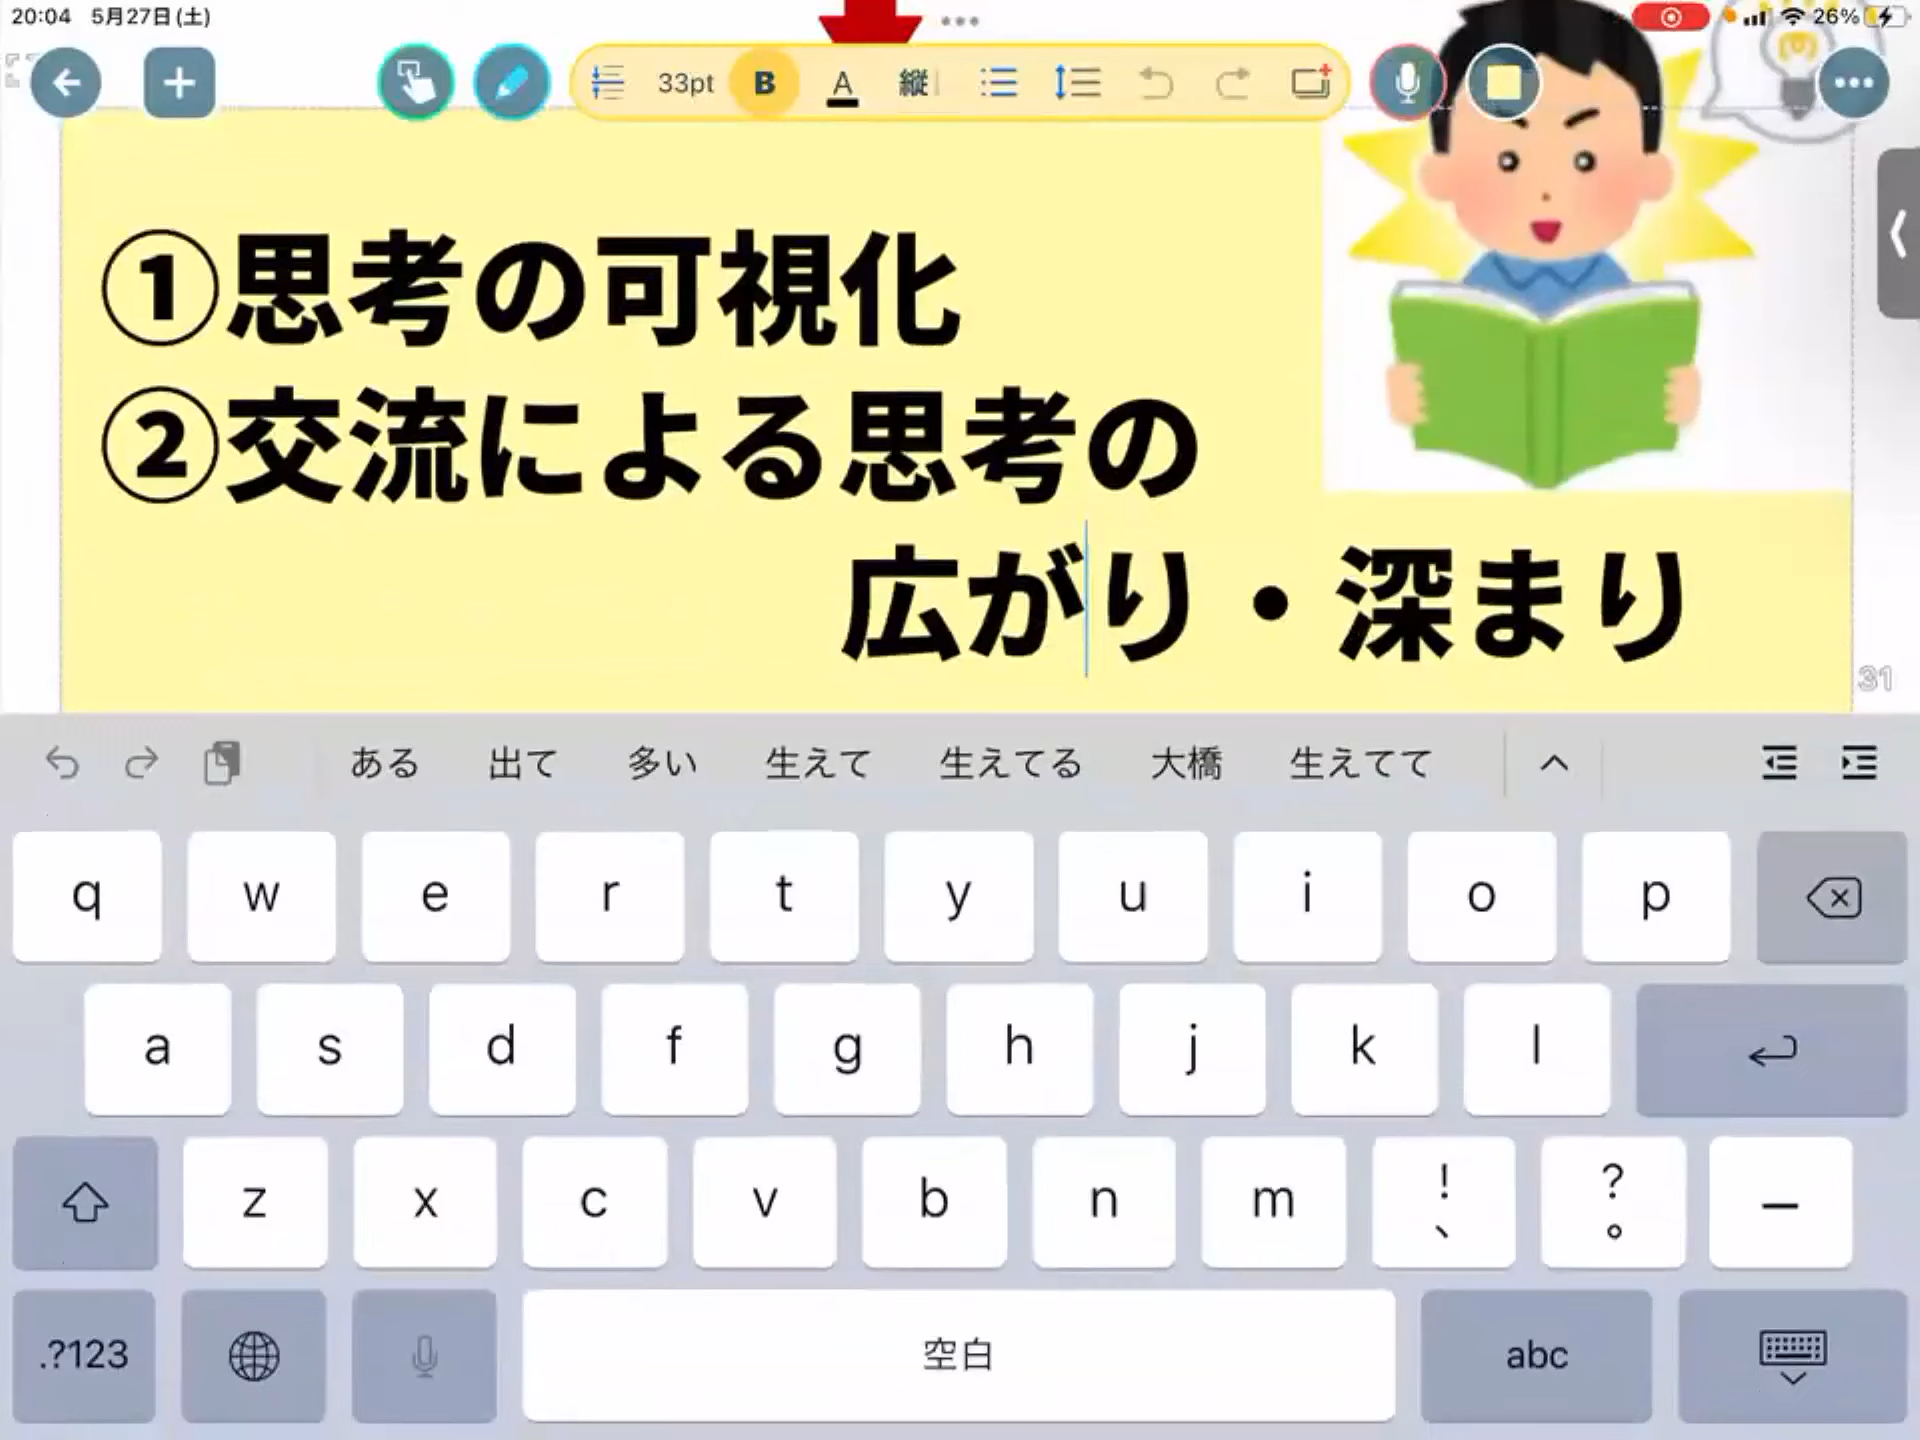 20:04 5月27日(土)
26%
33pt B A 縦
①思考の可視化
②交流による思考の
広がり・深まり
31
ある 出て 多い 生えて 生えてる 大橋 生えてて
q w e r t y u i o p
a s d f g h j k l
z x c v b n m ! 、 ? 。 ー
.?123 空白 abc